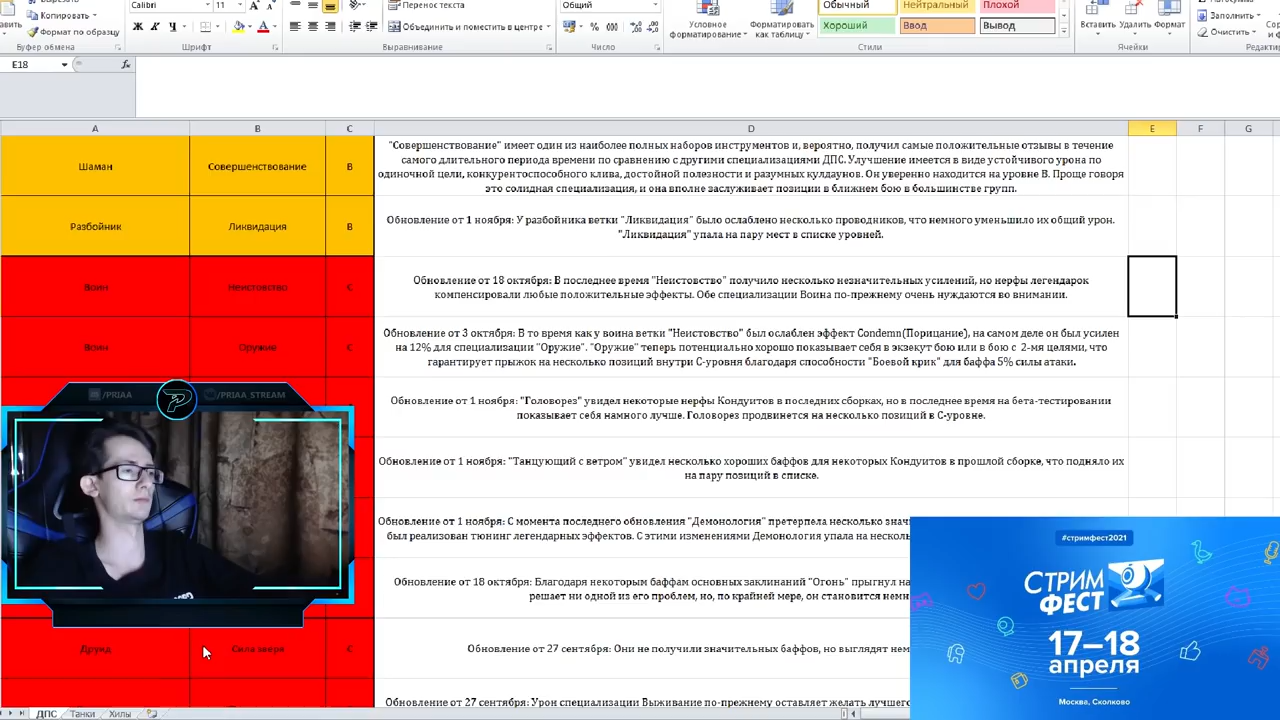 Копировать
Формат по образцу
Буфер обмена
Calibri
11
Ж К Ч
Шрифт
Перенос текста
Объединить и поместить в центре
Выравнивание
Общий
% 000
Число
Условное форматирование
Форматировать как таблицу
Обычный
Нейтральный
Плохой
Хороший
Ввод
Вывод
Стили
Вставить
Удалить
Формат
Ячейки
Заполнить
Очистить
E18
fx
A B C D E F G
Шаман
Совершенствование
B
"Совершенствование" имеет один из наиболее полных наборов инструментов и, вероятно, получил самые положительные отзывы в течение
самого длительного периода времени по сравнению с другими специализациями ДПС. Улучшение имеется в виде устойчивого урона по
одиночной цели, конкурентоспособного клива, достойной полезности и разумных кулдаунов. Он уверенно находится на уровне B. Проще говоря
это солидная специализация, и она вполне заслуживает позиции в ближнем бою в большинстве групп.
Разбойник
Ликвидация
B
Обновление от 1 ноября: У разбойника ветки "Ликвидация" было ослаблено несколько проводников, что немного уменьшило их общий урон.
"Ликвидация" упала на пару мест в списке уровней.
Воин
Неистовство
C
Обновление от 18 октября: В последнее время "Неистовство" получило несколько незначительных усилений, но нерфы легендарок
компенсировали любые положительные эффекты. Обе специализации Воина по-прежнему очень нуждаются во внимании.
Воин
Оружие
C
Обновление от 3 октября: В то время как у воина ветки "Неистовство" был ослаблен эффект Condemn(Порицание), на самом деле он был усилен
на 12% для специализации "Оружие". "Оружие" теперь потенциально хорошо показывает себя в экзекут бою или в бою с 2-мя целями, что
гарантирует прыжок на несколько позиций внутри С-уровня благодаря способности "Боевой крик" для баффа 5% силы атаки.
Обновление от 1 ноября: "Головорез" увидел некоторые нерфы Кондуитов в последних сборках, но в последнее время на бета-тестировании
показывает себя намного лучше. Головорез продвинется на несколько позиций в С-уровне.
Обновление от 1 ноября: "Танцующий с ветром" увидел несколько хороших баффов для некоторых Кондуитов в прошлой сборке, что подняло их
на пару позиций в списке.
Обновление от 1 ноября: С момента последнего обновления "Демонология" претерпела несколько
был реализован тюнинг легендарных эффектов. С этими изменениями Демонология упала на
Обновление от 18 октября: Благодаря некоторым баффам основных заклинаний "Огонь" прыгнул
решает ни одной из его проблем, но, по крайней мере, он становится
Друид
Сила зверя
C
Обновление от 27 сентября: Они не получили значительных баффов, но выглядят
Обновление от 27 сентября: Урон специализации Выживание по-прежнему оставляет желать лучшего
/PRIAA
/PRIAA_STREAM
#стримфест2021
СТРИМ
ФЕСТ
17–18
апреля
Москва, Сколково
ДПС
Танки
Хилы